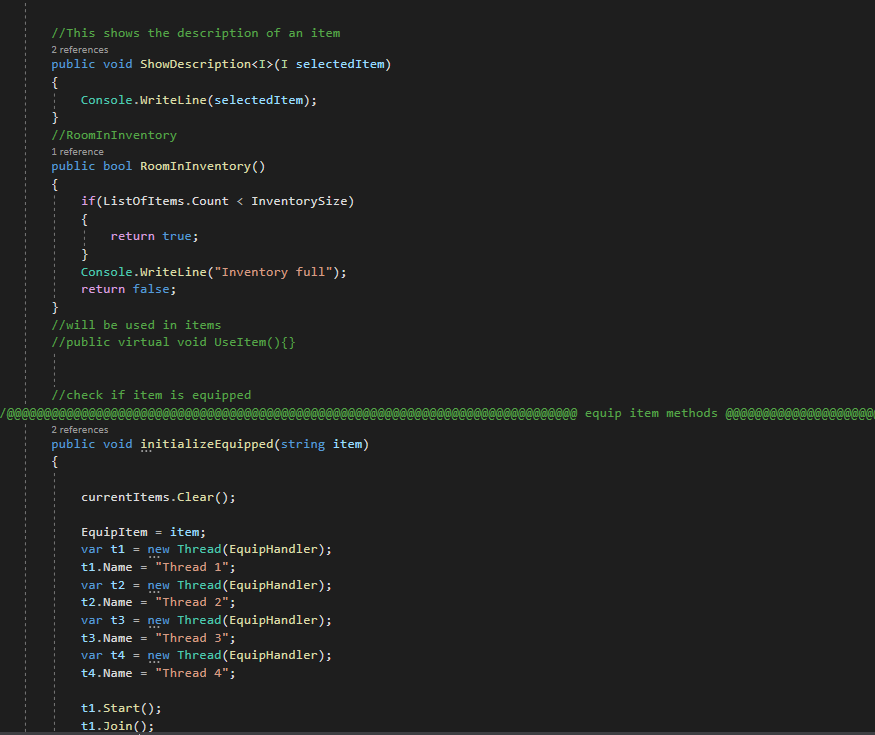 //This shows the description of an item
2 references
public void ShowDescription<I>(I selectedItem)
{
    Console.WriteLine(selectedItem);
}
//RoomInInventory
1 reference
public bool RoomInInventory()
{
    if(ListOfItems.Count < InventorySize)
    {
        return true;
    }
    Console.WriteLine("Inventory full");
    return false;
}
//will be used in items
//public virtual void UseItem(){}
//check if item is equipped
/@@@@@@@@@@@@@@@@@@@@@@@@@@@@@@@@@@@@@@@@@@@@@@@@@@@@@@@@@@@@@@@@@@@@@@@@@@@@@ equip item methods @@@@@@@@@@@@@@@@@@@@
2 references
public void initializeEquipped(string item)
{
    currentItems.Clear();
    EquipItem = item;
    var t1 = new Thread(EquipHandler);
    t1.Name = "Thread 1";
    var t2 = new Thread(EquipHandler);
    t2.Name = "Thread 2";
    var t3 = new Thread(EquipHandler);
    t3.Name = "Thread 3";
    var t4 = new Thread(EquipHandler);
    t4.Name = "Thread 4";
    t1.Start();
    t1.Join();